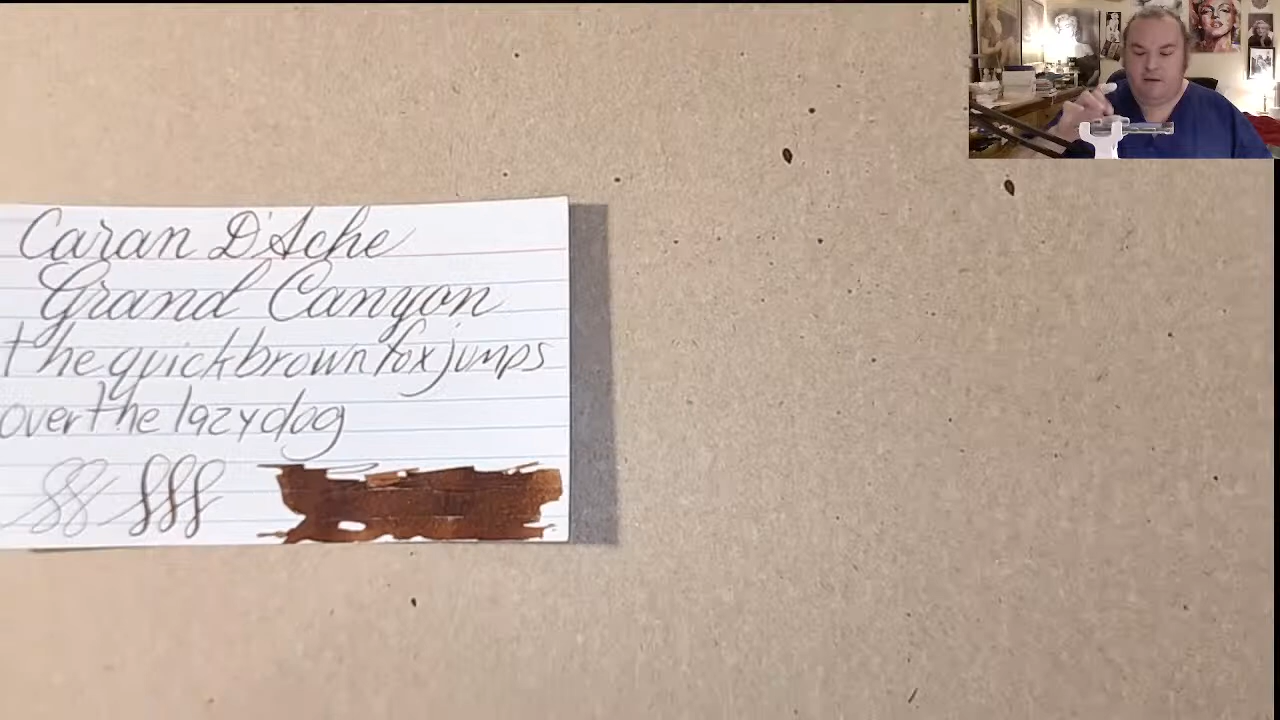 Caran D'Ache
Grand Canyon
the quick brown fox jumps
over the lazy dog